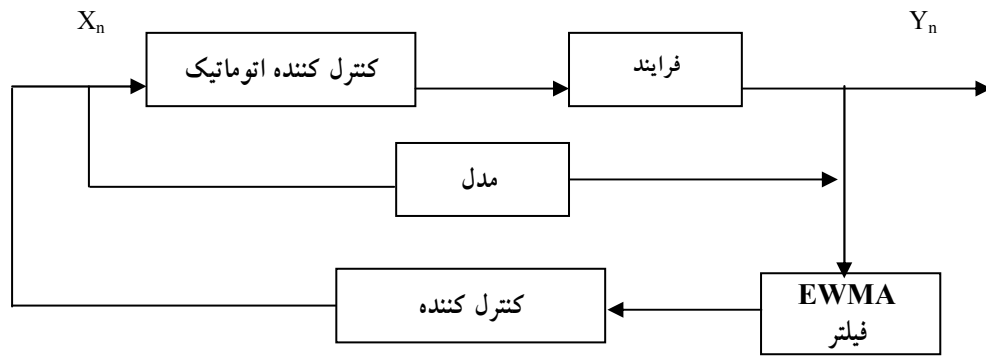 Xn
Yn
کنترل کننده اتوماتیک
فرایند
مدل
کنترل کننده
EWMA
فیلتر